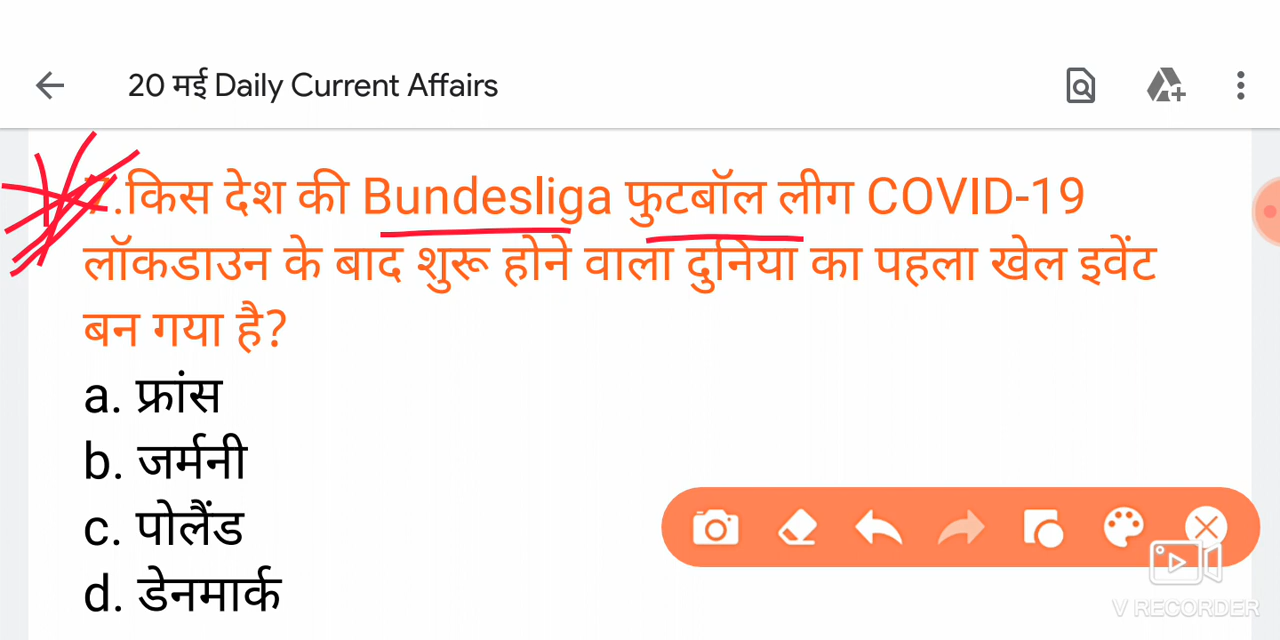 20 मई Daily Current Affairs
7.किस देश की Bundesliga फुटबॉल लीग COVID-19
लॉकडाउन के बाद शुरू होने वाला दुनिया का पहला खेल इवेंट
बन गया है?
a. फ्रांस
b. जर्मनी
c. पोलैंड
d. डेनमार्क
V RECORDER